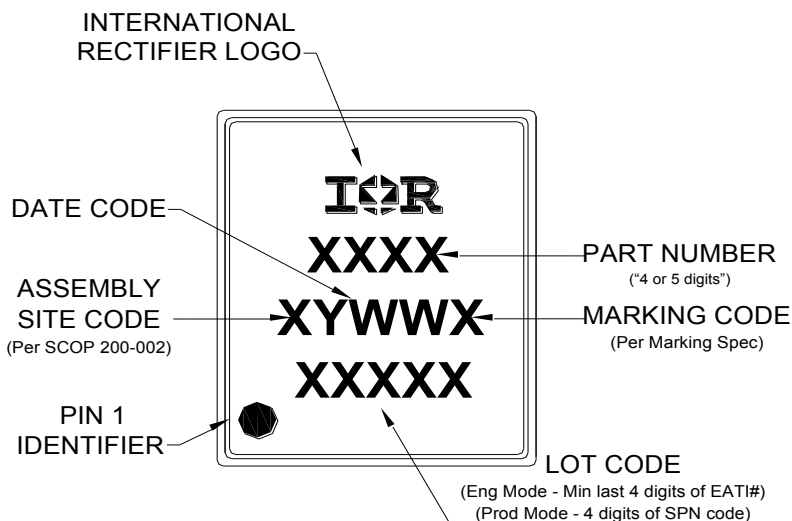 INTERNATIONAL
RECTIFIER LOGO
IOR
DATE CODE
XXXX
PART NUMBER
(“4 or 5 digits”)
ASSEMBLY
SITE CODE
(Per SCOP 200-002)
XYWWX
MARKING CODE
(Per Marking Spec)
XXXXX
PIN 1
IDENTIFIER
LOT CODE
(Eng Mode - Min last 4 digits of EATI#)
(Prod Mode - 4 digits of SPN code)